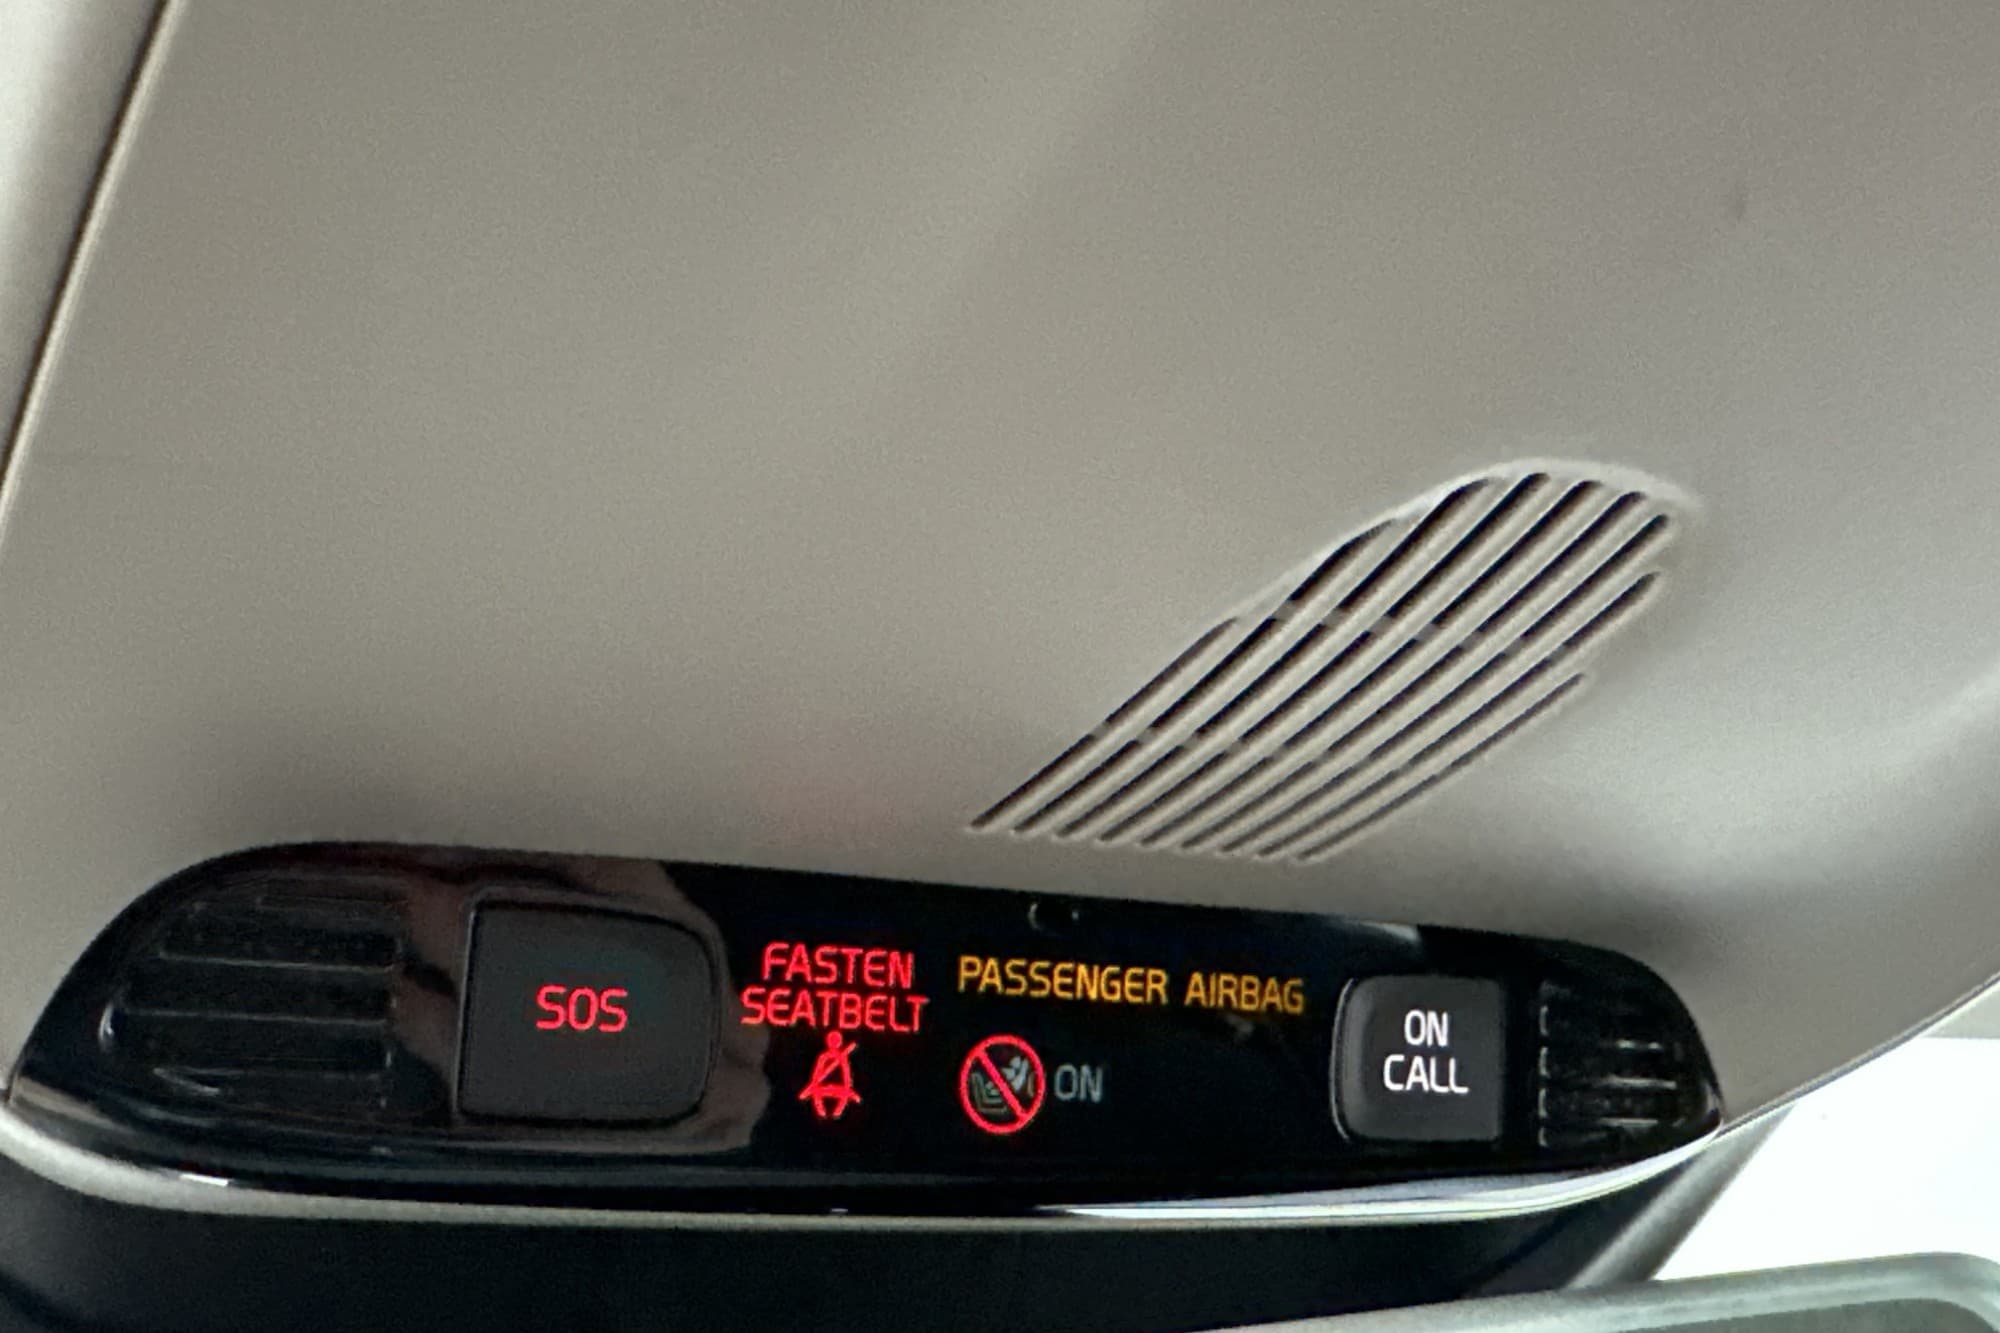 SOS
FASTEN
SEATBELT
PASSENGER AIRBAG
ON
ON
CALL